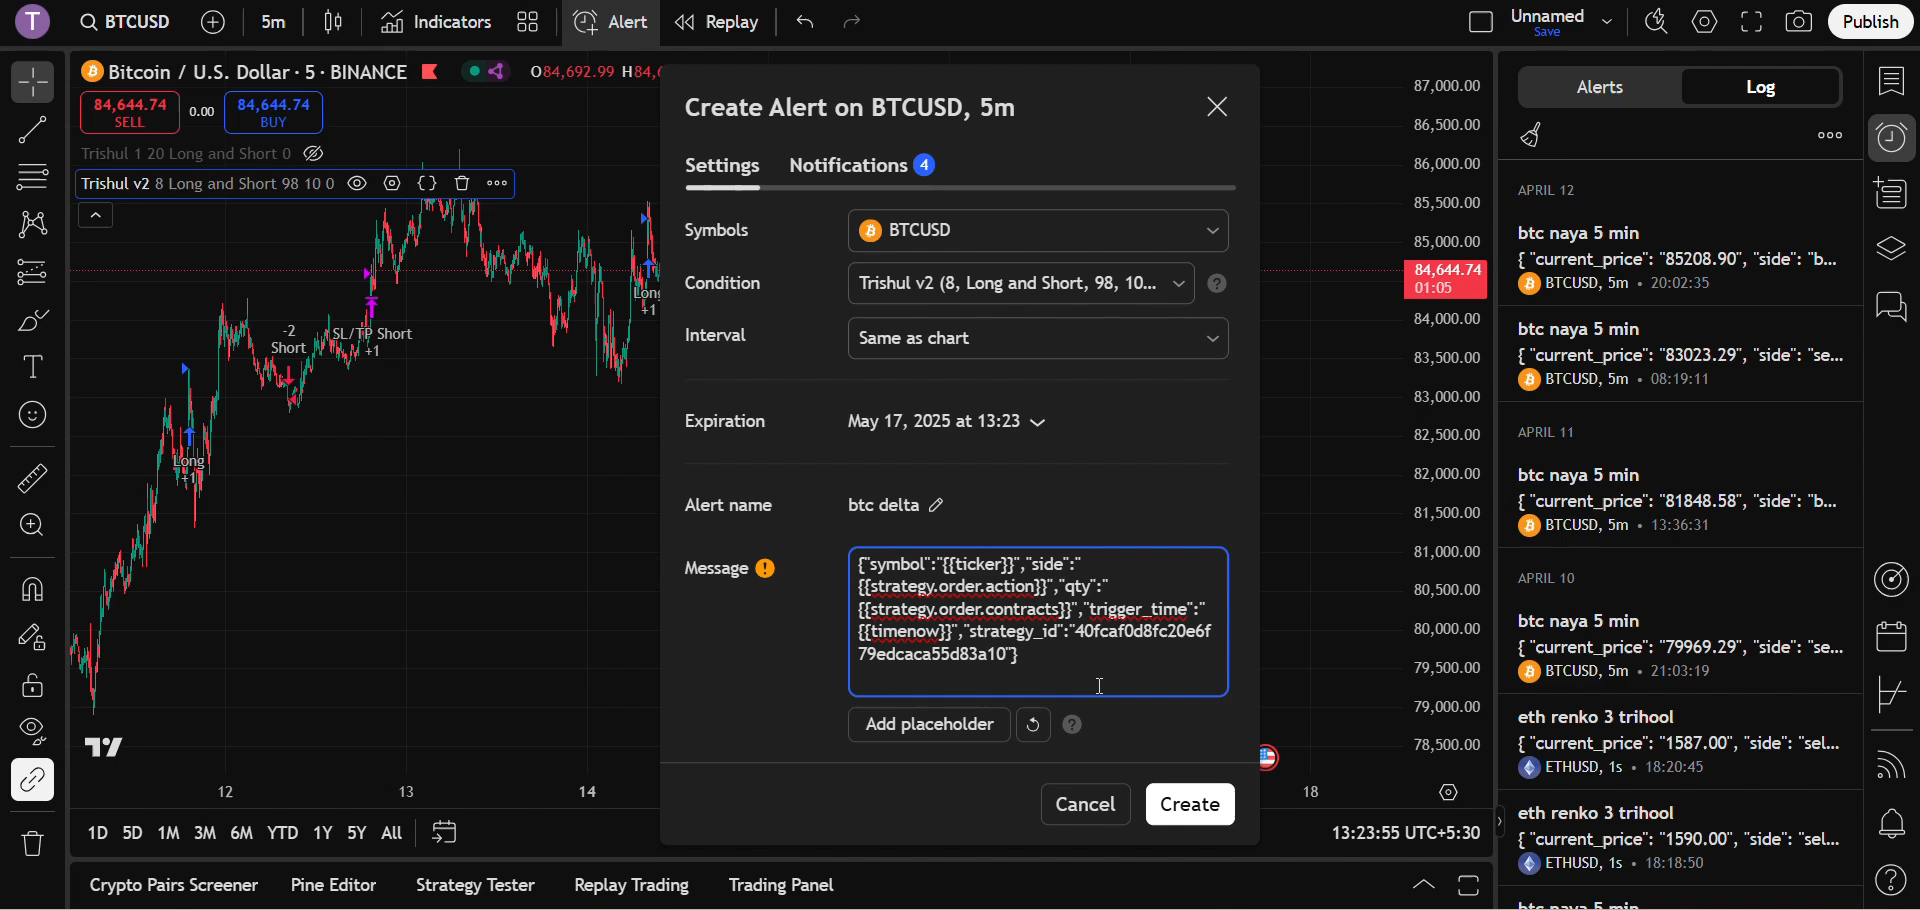 T
BTCUSD
5m
Indicators
Alert
Replay
Unnamed
Save
Publish
Bitcoin / U.S. Dollar · 5 · BINANCE
O84,692.99 H84,6
84,644.74
SELL
0.00
84,644.74
BUY
Trishul 1 20 Long and Short 0
Trishul v2 8 Long and Short 98 10 0
-2
Short
SL/TP Short
+1
Long
+1
Long
+1
12
13
14
18
87,000.00
86,500.00
86,000.00
85,500.00
85,000.00
84,644.74
01:05
84,000.00
83,500.00
83,000.00
82,500.00
82,000.00
81,500.00
81,000.00
80,500.00
80,000.00
79,500.00
79,000.00
78,500.00
1D 5D 1M 3M 6M YTD 1Y 5Y All
13:23:55 UTC+5:30
Crypto Pairs Screener
Pine Editor
Strategy Tester
Replay Trading
Trading Panel
Create Alert on BTCUSD, 5m
Settings
Notifications 4
Symbols
BTCUSD
Condition
Trishul v2 (8, Long and Short, 98, 10...
Interval
Same as chart
Expiration
May 17, 2025 at 13:23
Alert name
btc delta
Message
{"symbol":"{{ticker}}","side":"
{{strategy.order.action}}","qty":"
{{strategy.order.contracts}}","trigger_time":"
{{timenow}}","strategy_id":"40fcaf0d8fc20e6f
79edcaca55d83a10"}
Add placeholder
Cancel
Create
Alerts
Log
APRIL 12
btc naya 5 min
{ "current_price": "85208.90", "side": "b...
BTCUSD, 5m • 20:02:35
btc naya 5 min
{ "current_price": "83023.29", "side": "se...
BTCUSD, 5m • 08:19:11
APRIL 11
btc naya 5 min
{ "current_price": "81848.58", "side": "b...
BTCUSD, 5m • 13:36:31
APRIL 10
btc naya 5 min
{ "current_price": "79969.29", "side": "se...
BTCUSD, 5m • 21:03:19
eth renko 3 trihool
{ "current_price": "1587.00", "side": "sel...
ETHUSD, 1s • 18:20:45
eth renko 3 trihool
{ "current_price": "1590.00", "side": "sel...
ETHUSD, 1s • 18:18:50